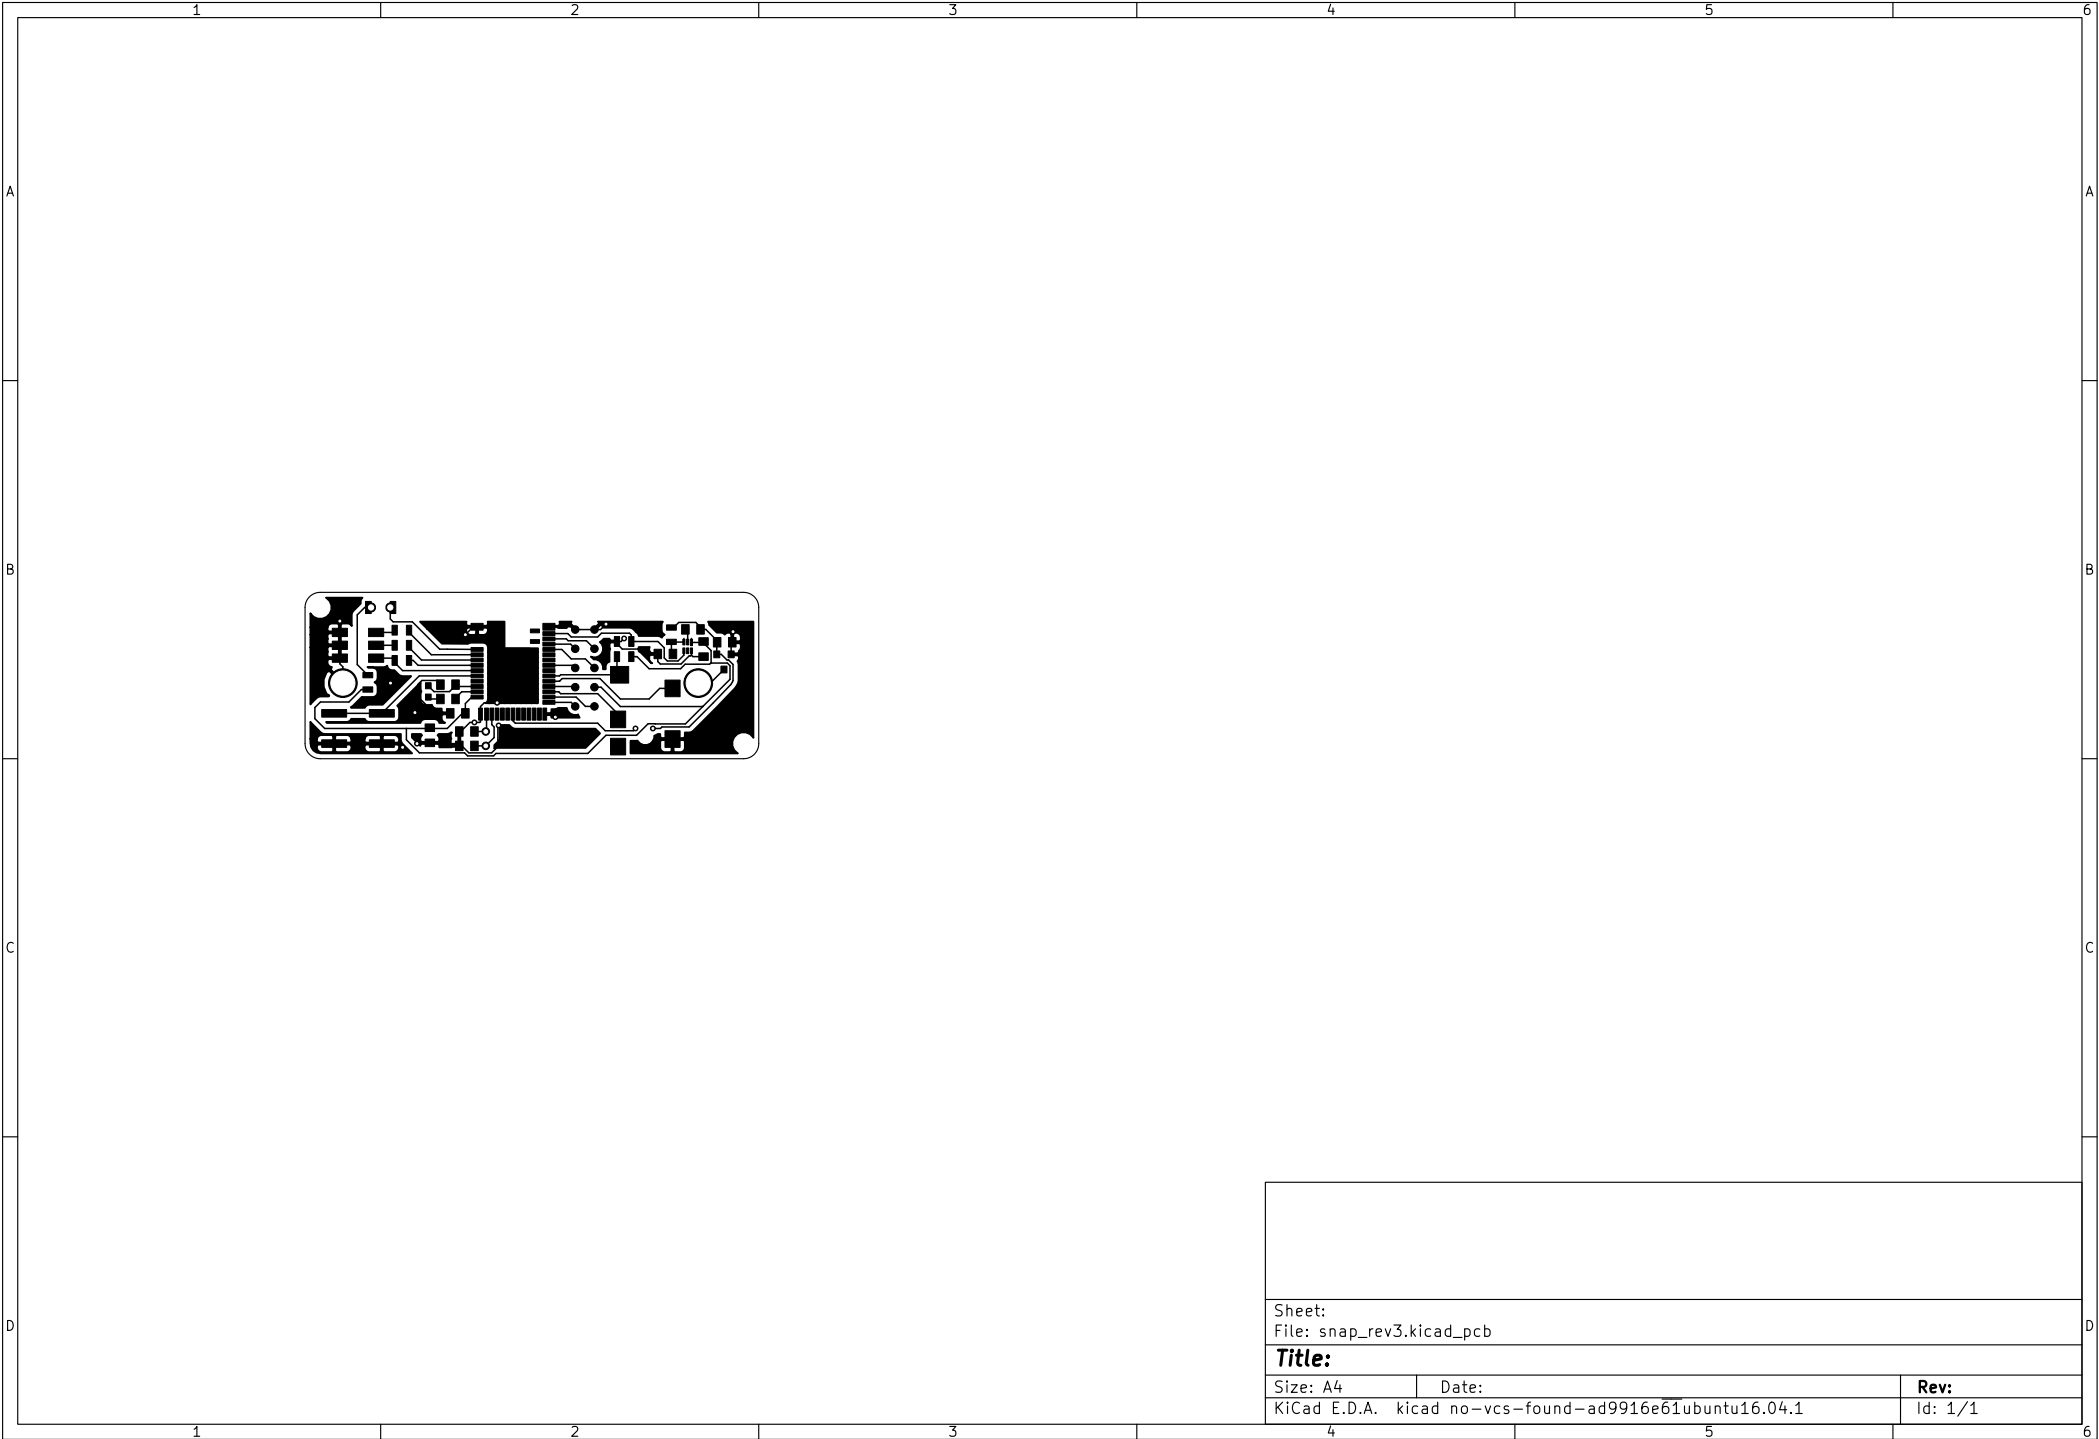 1 2 3 4 5 6
A A
B B
C C
D D
Sheet:
File: snap_rev3.kicad_pcb
Title:
Size: A4 Date: Rev:
KiCad E.D.A. kicad no-vcs-found-ad9916e61ubuntu16.04.1 Id: 1/1
1 2 3 4 5 6